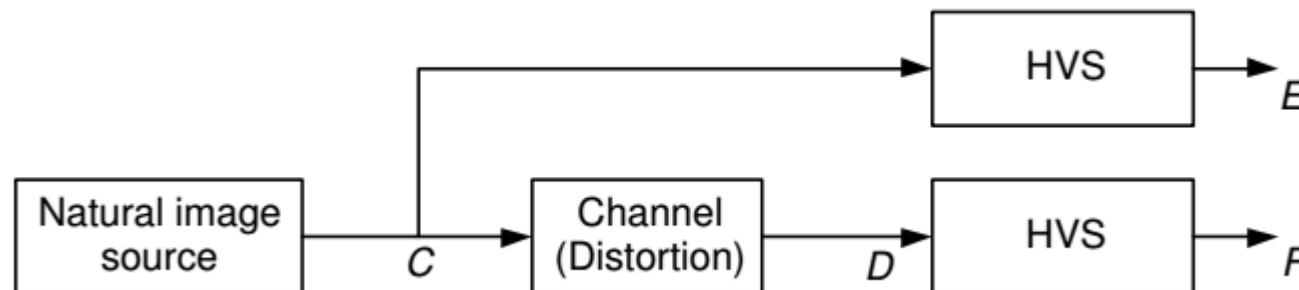 HVS
E
Natural image
source
C
Channel
(Distortion)
D
HVS
F